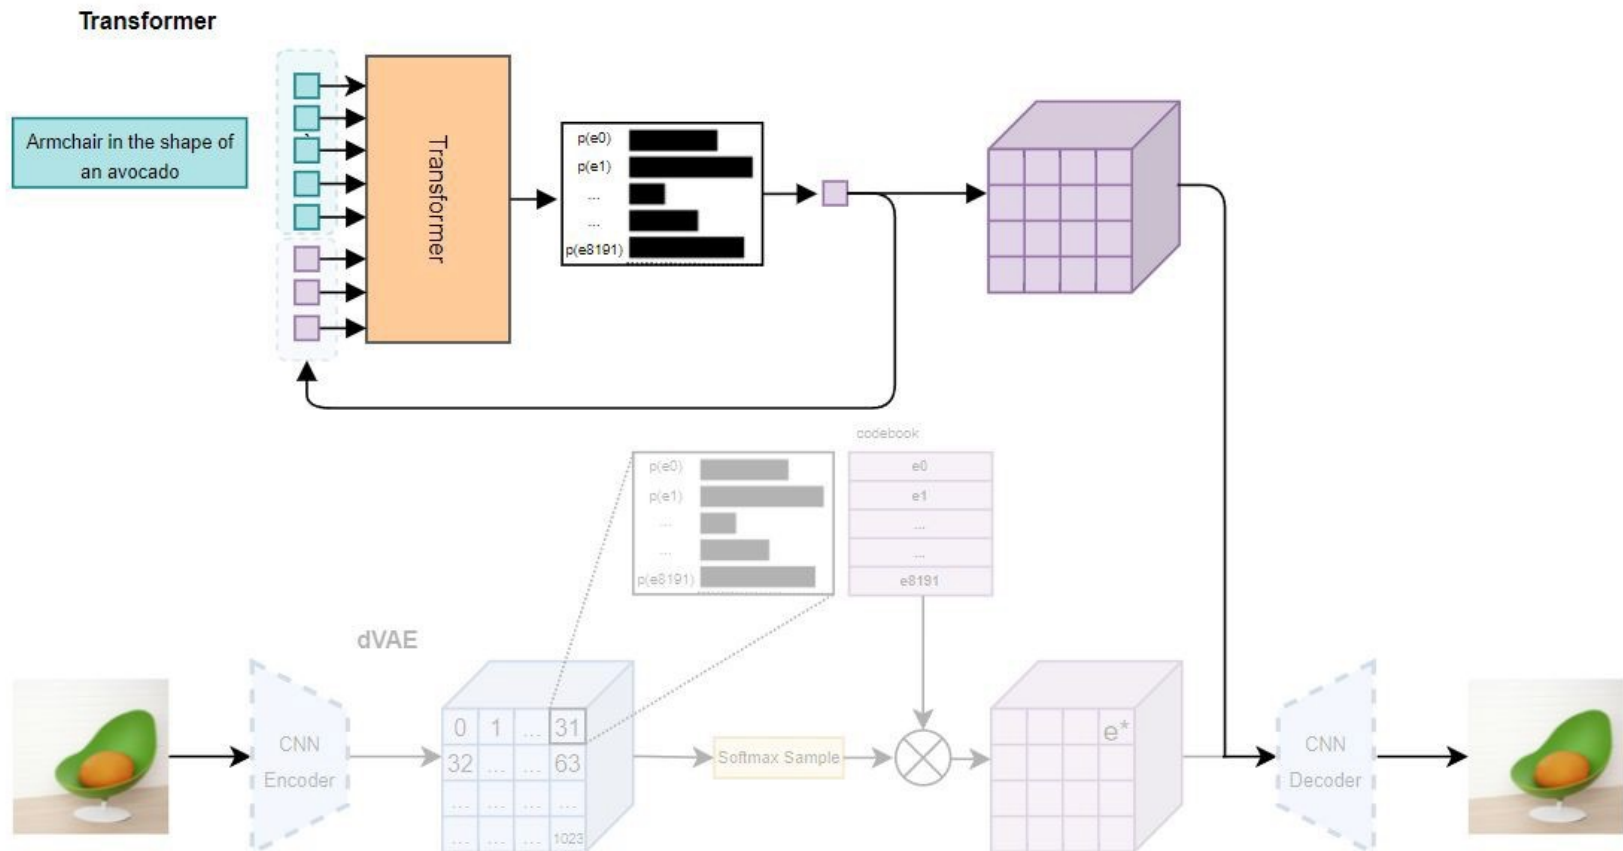 Transformer
Armchair in the shape of
an avocado
Transformer
p(e0)
p(e1)
...
...
p(e8191)
codebook
p(e0)
p(e1)
...
...
p(e8191)
e0
e1
...
...
e8191
dVAE
CNN
Encoder
0 1 ... 31
32 ... ... 63
... ... ... ...
... ... ... 1023
Softmax Sample
e*
CNN
Decoder